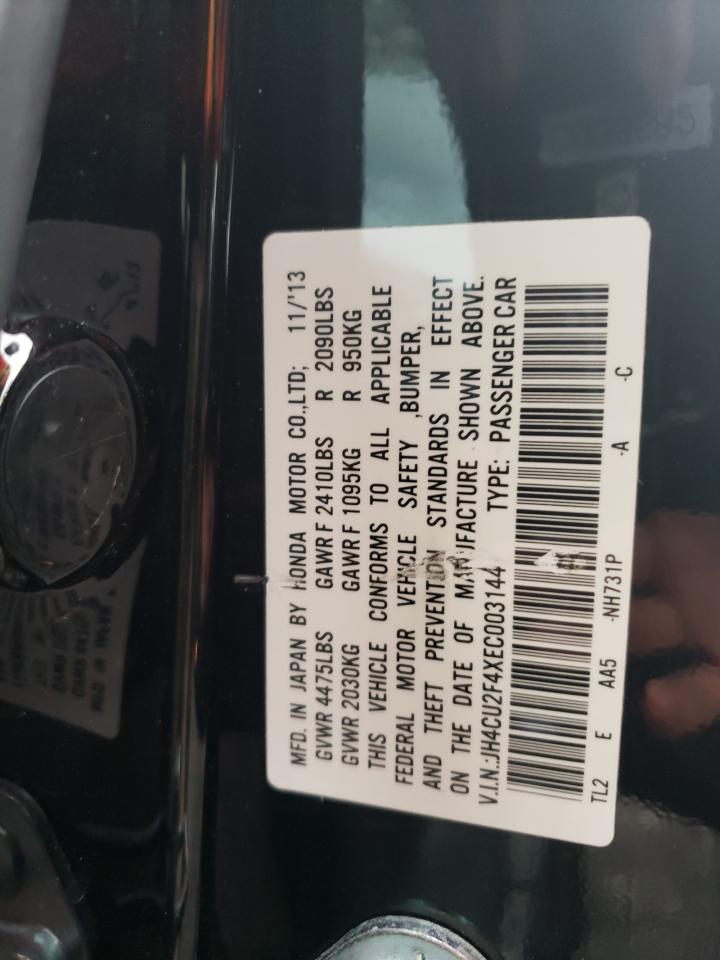 MFD. IN JAPAN BY HONDA MOTOR CO.,LTD; 11/'13
GVWR 4475LBS GAWR F 2410LBS R 2090LBS
GVWR 2030KG GAWR F 1095KG R 950KG
THIS VEHICLE CONFORMS TO ALL APPLICABLE
FEDERAL MOTOR VEHICLE SAFETY ,BUMPER,
AND THEFT PREVENTION STANDARDS IN EFFECT
ON THE DATE OF MANUFACTURE SHOWN ABOVE.
V.I.N.:JH4CU2F4XEC003144 TYPE: PASSENGER CAR
TL2 E AA5 -NH731P -A -C